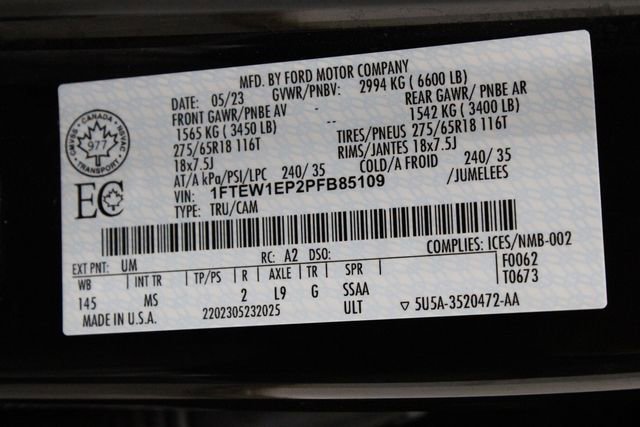 MFD. BY FORD MOTOR COMPANY
DATE: 05/23 GVWR/PNBV: 2994 KG ( 6600 LB)
FRONT GAWR/PNBE AV REAR GAWR/ PNBE AR
1565 KG ( 3450 LB) 1542 KG ( 3400 LB)
275/65R18 116T TIRES/PNEUS 275/65R18 116T
18x7.5J RIMS/JANTES 18x7.5J
AT/A kPa/PSI/LPC 240/ 35 COLD/A FROID 240/ 35
VIN: 1FTEW1EP2PFB85109 /JUMELEES
TYPE: TRU/CAM
CANADA
CMVSS NSVAC
977
TRANSPORT
EC
COMPLIES: ICES/NMB-002
EXT PNT: UM RC: A2 DSO: F0062
WB INT TR TP/PS R AXLE TR SPR T0673
145 MS 2 L9 G SSAA
MADE IN U.S.A. 2202305232025 ULT ▽ 5U5A-3520472-AA